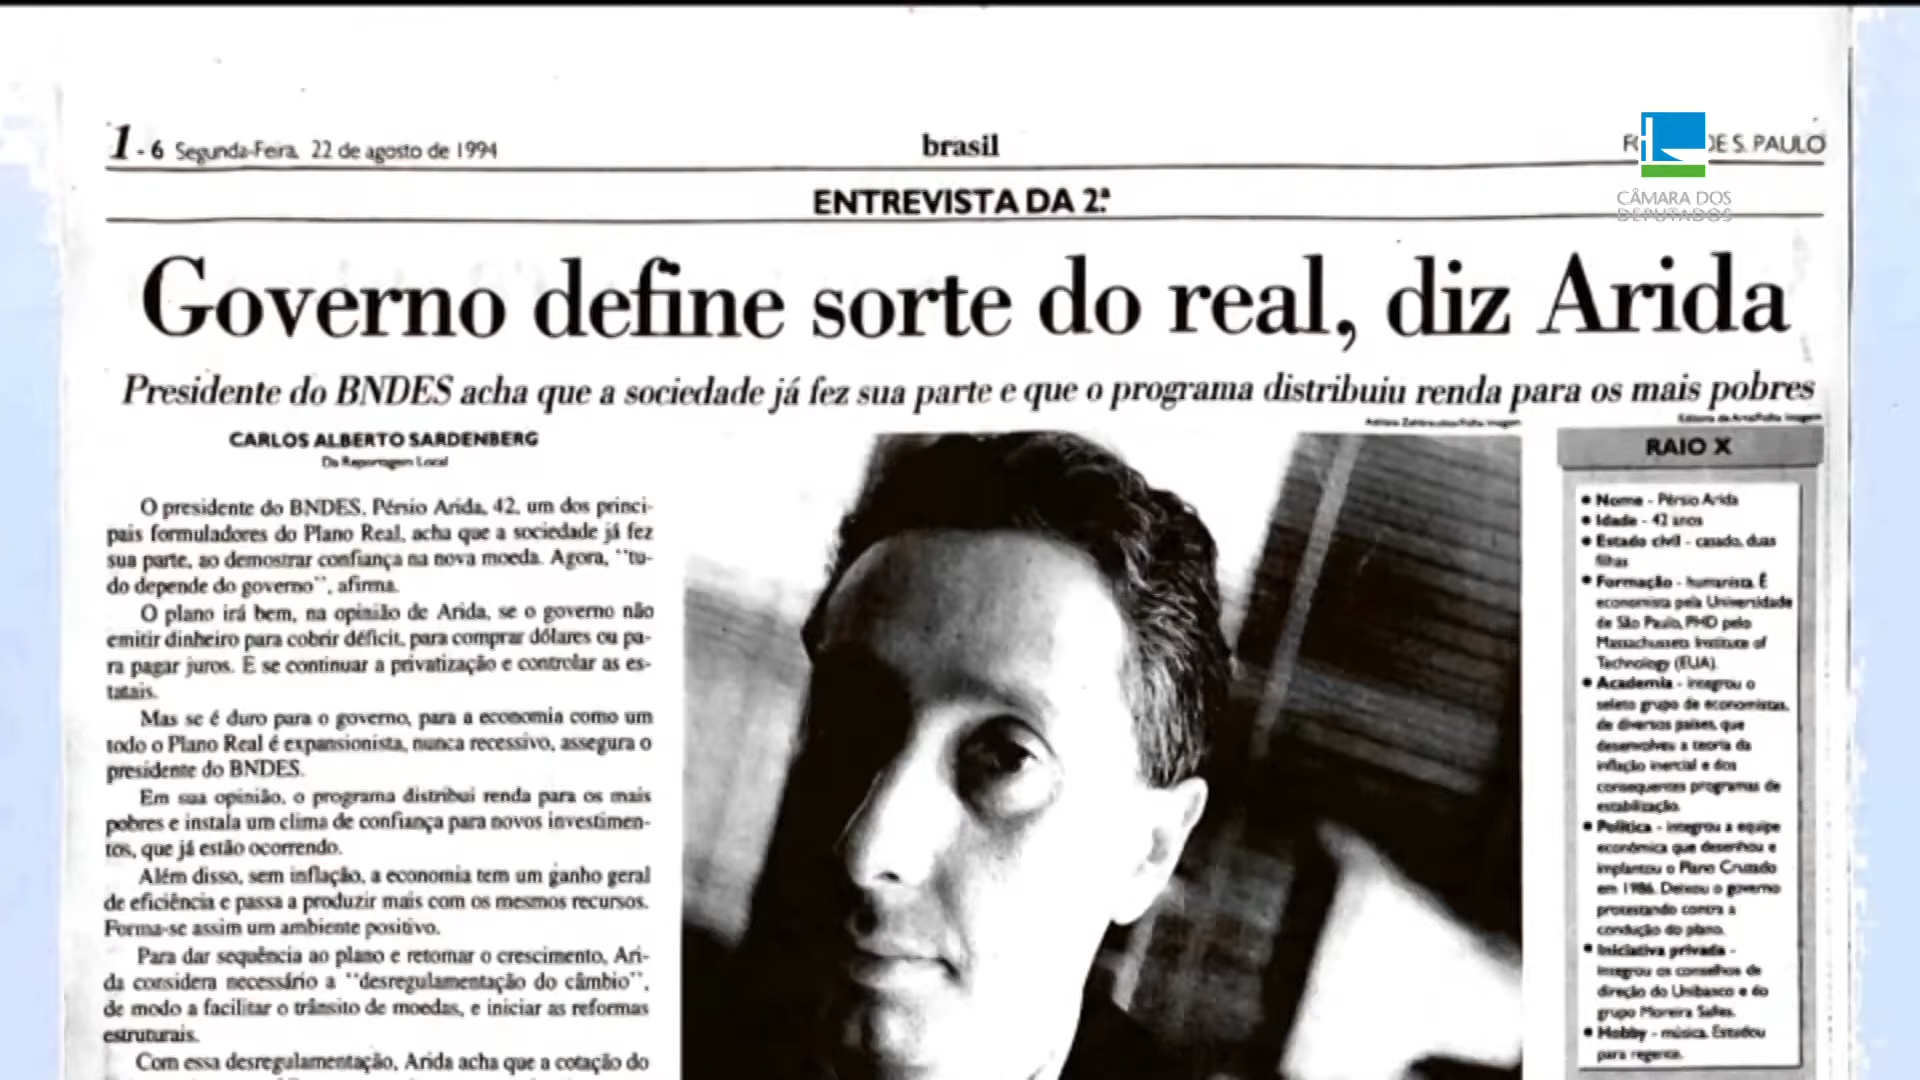 1 - 6 Segunda-Feira, 22 de agosto de 1994
brasil
DE S. PAULO
CÂMARA DOS
DEPUTADOS
ENTREVISTA DA 2ª
Governo define sorte do real, diz Arida
Presidente do BNDES acha que a sociedade já fez sua parte e que o programa distribuiu renda para os mais pobres
CARLOS ALBERTO SARDENBERG
Da Reportagem Local
O presidente do BNDES, Pérsio Arida, 42, um dos princi-
pais formuladores do Plano Real, acha que a sociedade já fez
sua parte, ao demostrar confiança na nova moeda. Agora, "tu-
do depende do governo", afirma.
O plano irá bem, na opinião de Arida, se o governo não
emitir dinheiro para cobrir déficit, para comprar dólares ou pa-
ra pagar juros. E se continuar a privatização e controlar as es-
tatais.
Mas se é duro para o governo, para a economia como um
todo o Plano Real é expansionista, nunca recessivo, assegura o
presidente do BNDES.
Em sua opinião, o programa distribui renda para os mais
pobres e instala um clima de confiança para novos investimen-
tos, que já estão ocorrendo.
Além disso, sem inflação, a economia tem um ganho geral
de eficiência e passa a produzir mais com os mesmos recursos.
Forma-se assim um ambiente positivo.
Para dar sequência ao plano e retomar o crescimento, Ari-
da considera necessário a "desregulamentação do câmbio",
de modo a facilitar o trânsito de moedas, e iniciar as reformas
estruturais.
Com essa desregulamentação, Arida acha que a cotação do
RAIO X
• Nome - Pérsio Arida
• Idade - 42 anos
• Estado civil - casado, duas
filhas
• Formação - humanista. É
economista pela Universidade
de São Paulo, PHD pelo
Massachussets Institute of
Technology (EUA).
• Academia - integrou o
seleto grupo de economistas,
de diversos países, que
desenvolveu a teoria da
inflação inercial e dos
consequentes programas de
estabilização.
• Política - integrou a equipe
econômica que desenhou e
implantou o Plano Cruzado
em 1986. Deixou o governo
protestando contra a
condução do plano.
• Iniciativa privada -
integrou os conselhos de
direção do Unibanco e do
grupo Moreira Salles.
• Hobby - música. Estudou
para regente.